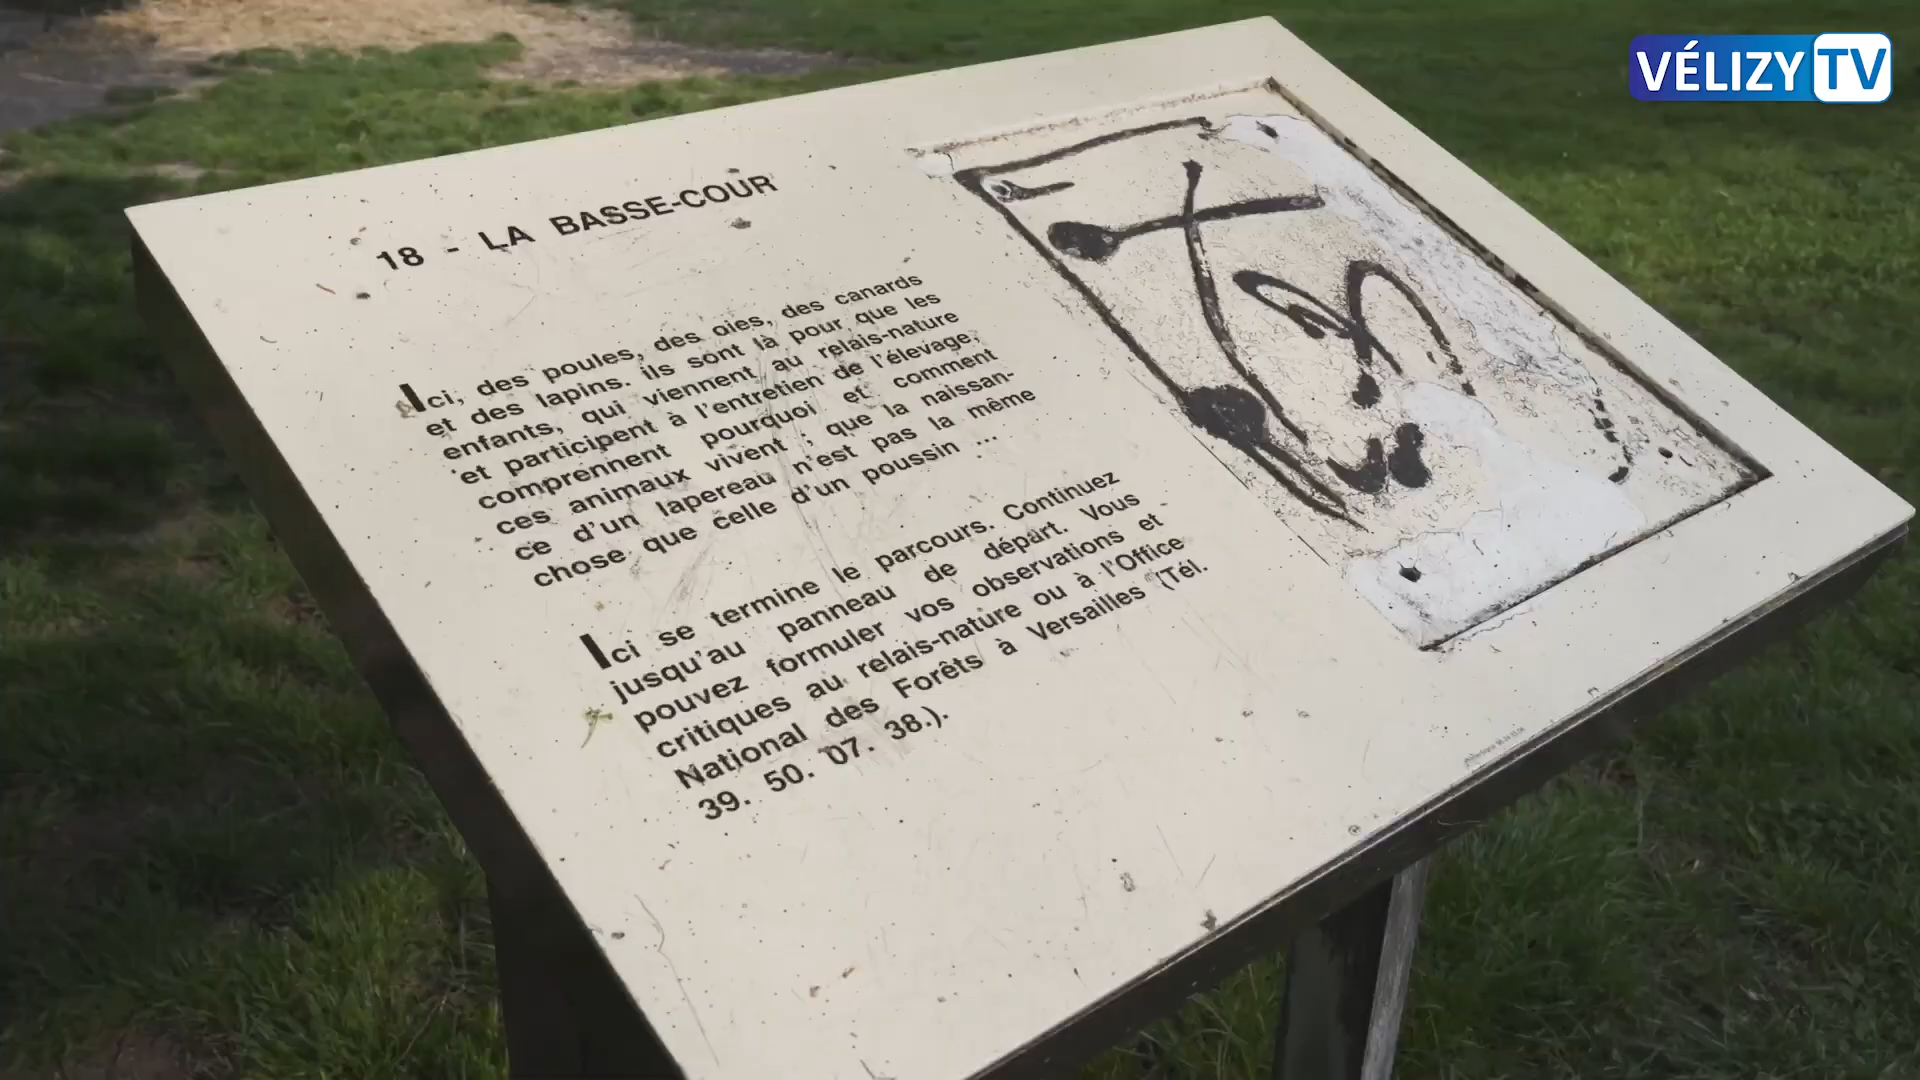 VÉLIZY TV
18 - LA BASSE-COUR
Ici, des poules, des oies, des canards
et des lapins. ils sont là pour que les
enfants, qui viennent au relais-nature
et participent à l'entretien de l'élevage,
comprennent pourquoi et comment
ces animaux vivent ; que la naissan-
ce d'un lapereau n'est pas la même
chose que celle d'un poussin ...
Ici se termine le parcours. Continuez
jusqu'au panneau de départ. Vous
pouvez formuler vos observations et
critiques au relais-nature ou à l'Office
National des Forêts à Versailles (Tél.
39. 50. 07. 38.).